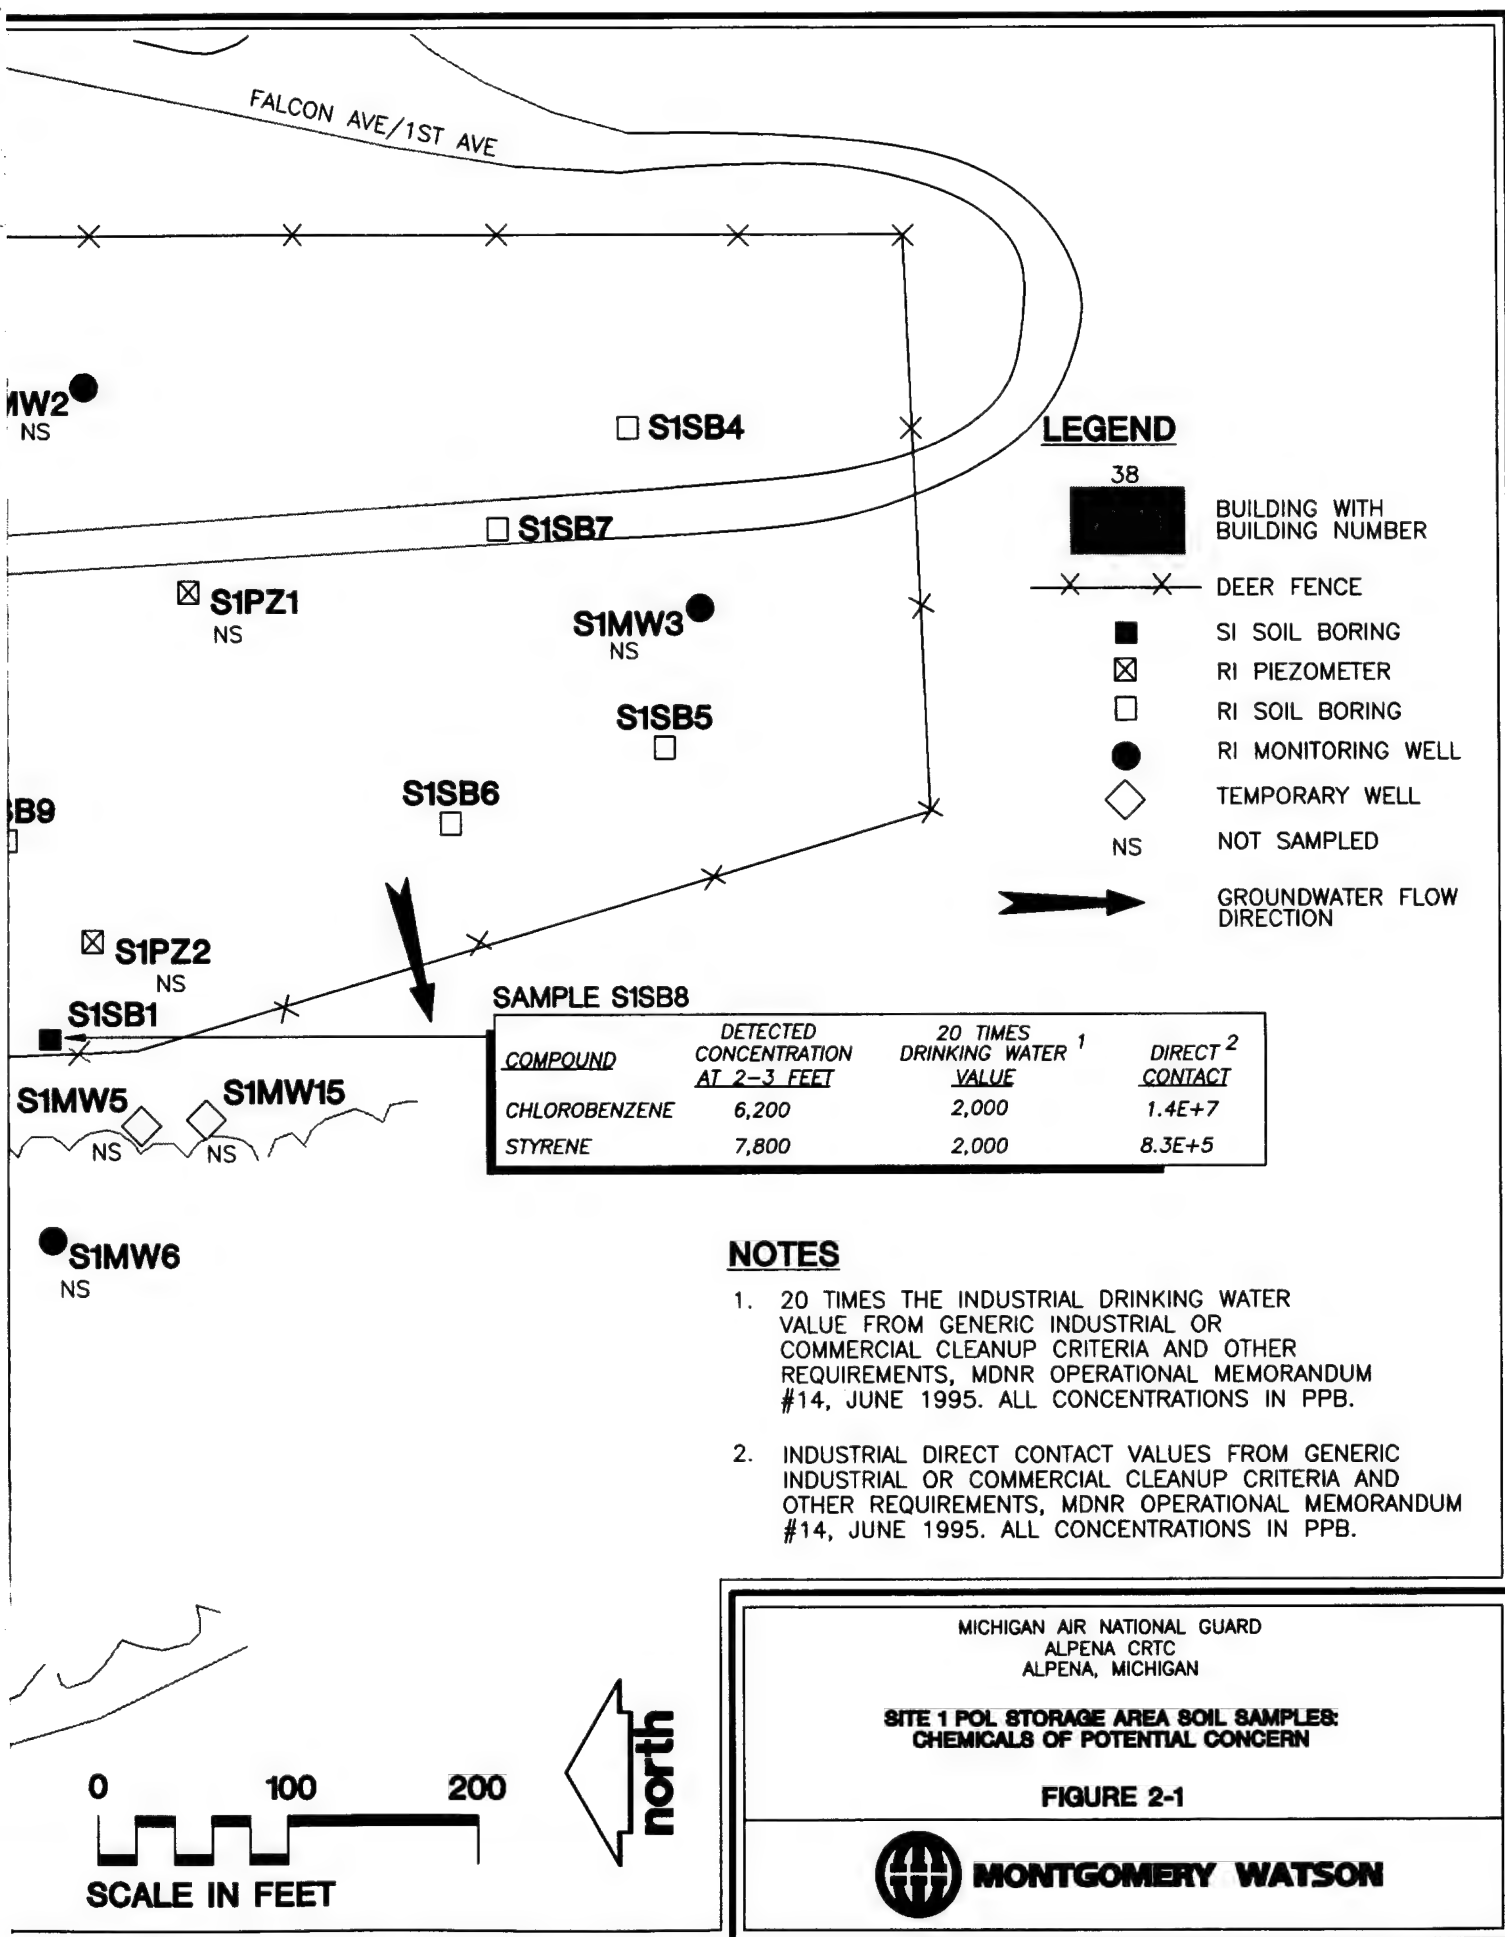 FALCON AVE/1ST AVE
MW2
NS
S1SB4
S1SB7
S1PZ1
NS
S1MW3
NS
S1SB5
S1SB6
SB9
S1PZ2
NS
S1SB1
S1MW5
NS
S1MW15
NS
S1MW6
NS
LEGEND
38
BUILDING WITH
BUILDING NUMBER
DEER FENCE
SI SOIL BORING
RI PIEZOMETER
RI SOIL BORING
RI MONITORING WELL
TEMPORARY WELL
NS NOT SAMPLED
GROUNDWATER FLOW
DIRECTION
SAMPLE S1SB8
COMPOUND DETECTED CONCENTRATION AT 2-3 FEET 20 TIMES DRINKING WATER VALUE 1 DIRECT CONTACT 2
CHLOROBENZENE 6,200 2,000 1.4E+7
STYRENE 7,800 2,000 8.3E+5
NOTES
1. 20 TIMES THE INDUSTRIAL DRINKING WATER
VALUE FROM GENERIC INDUSTRIAL OR
COMMERCIAL CLEANUP CRITERIA AND OTHER
REQUIREMENTS, MDNR OPERATIONAL MEMORANDUM
#14, JUNE 1995. ALL CONCENTRATIONS IN PPB.
2. INDUSTRIAL DIRECT CONTACT VALUES FROM GENERIC
INDUSTRIAL OR COMMERCIAL CLEANUP CRITERIA AND
OTHER REQUIREMENTS, MDNR OPERATIONAL MEMORANDUM
#14, JUNE 1995. ALL CONCENTRATIONS IN PPB.
0 100 200
SCALE IN FEET
north
MICHIGAN AIR NATIONAL GUARD
ALPENA CRTC
ALPENA, MICHIGAN
SITE 1 POL STORAGE AREA SOIL SAMPLES:
CHEMICALS OF POTENTIAL CONCERN
FIGURE 2-1
MONTGOMERY WATSON